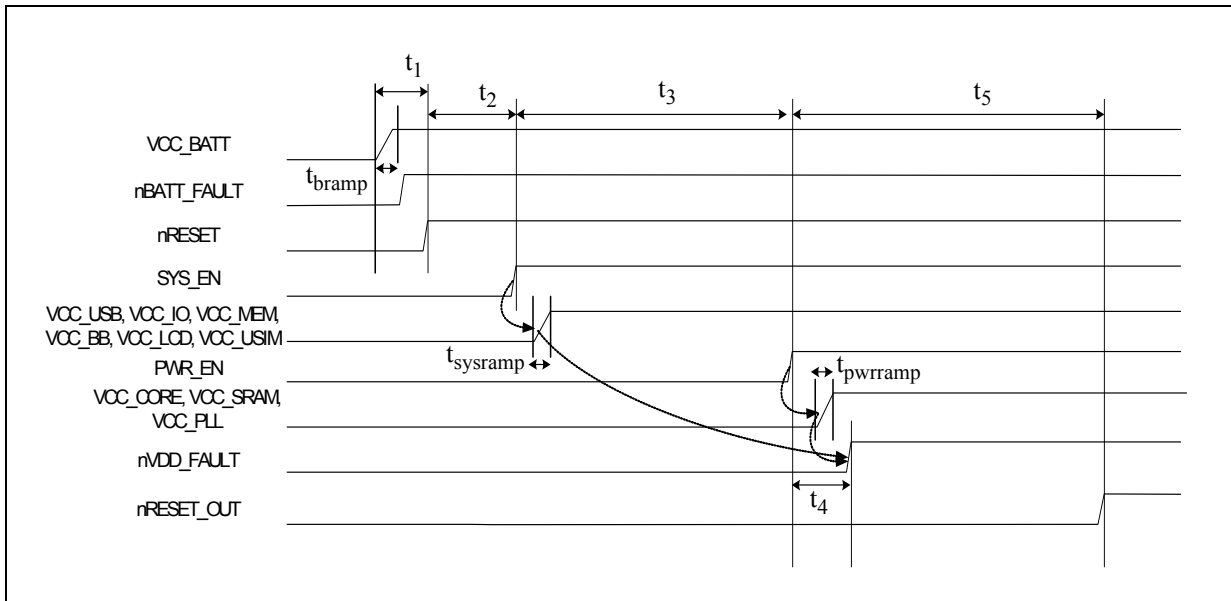 t1
t2
t3
t5
VCC_BATT
tbramp
nBATT_FAULT
nRESET
SYS_EN
VCC_USB, VCC_IO, VCC_MEM,
VCC_BB, VCC_LCD, VCC_USIM
tsysramp
PWR_EN
tpwrramp
VCC_CORE, VCC_SRAM,
VCC_PLL
nVDD_FAULT
t4
nRESET_OUT